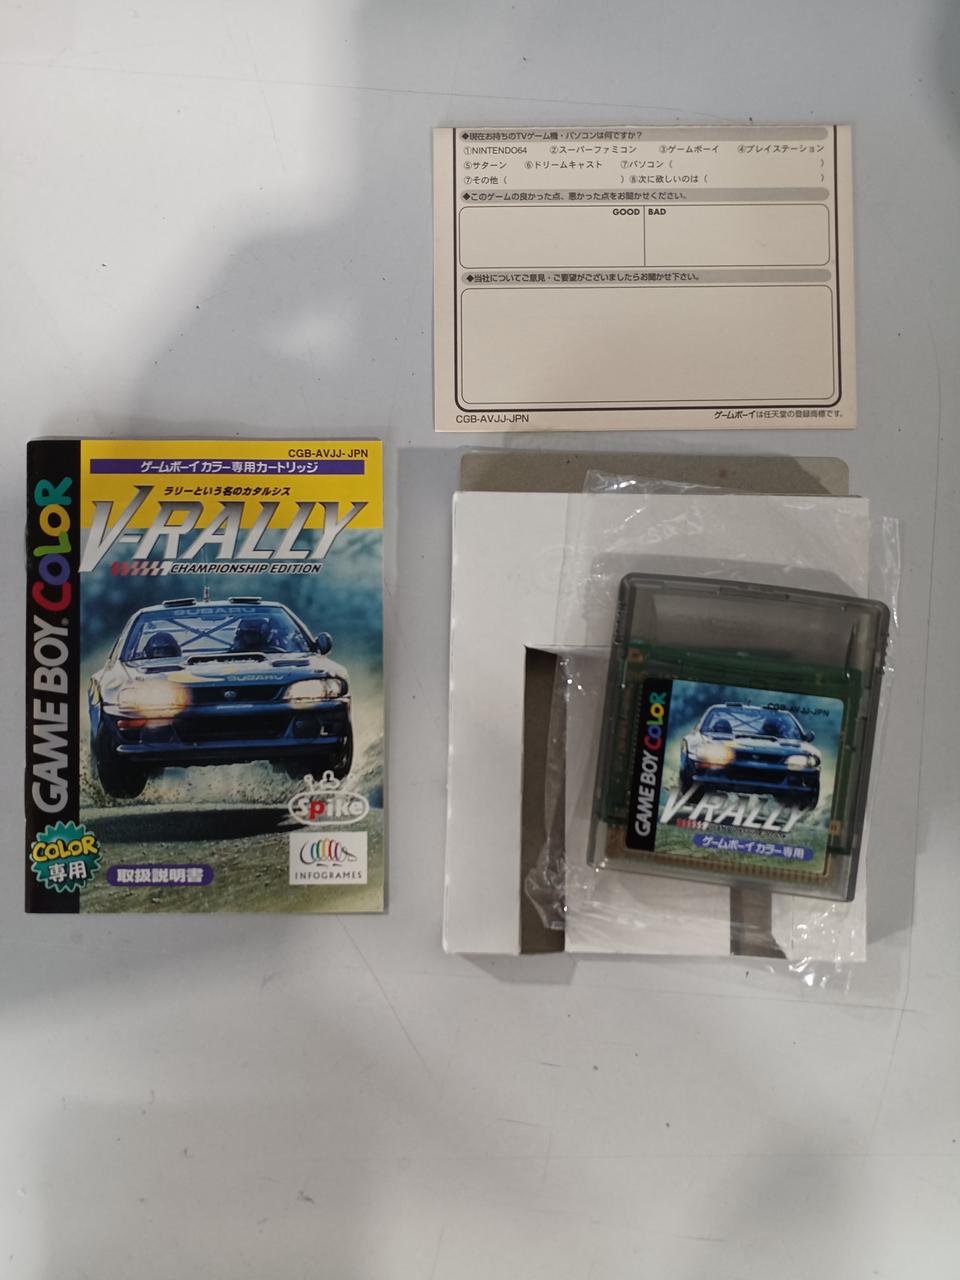 ◆現在お持ちのTVゲーム機・パソコンは何ですか?
①NINTENDO64 ②スーパーファミコン ③ゲームボーイ ④プレイステーション
⑤サターン ⑥ドリームキャスト ⑦パソコン( )
⑦その他( )⑧次に欲しいのは( )
◆このゲームの良かった点、悪かった点をお聞かせください。
GOOD BAD
◆当社についてご意見・ご要望がございましたらお聞かせ下さい。
CGB-AVJJ-JPN
ゲームボーイは任天堂の登録商標です。
CGB-AVJJ-JPN
ゲームボーイカラー専用カートリッジ
ラリーという名のカタルシス
V-RALLY
CHAMPIONSHIP EDITION
GAME BOY COLOR
SUBARU
SUBARU
Spike
INFOGRAMES
COLOR
専用
取扱説明書
CGB-AVJJ-JPN
GAME BOY COLOR
V-RALLY
ゲームボーイカラー専用